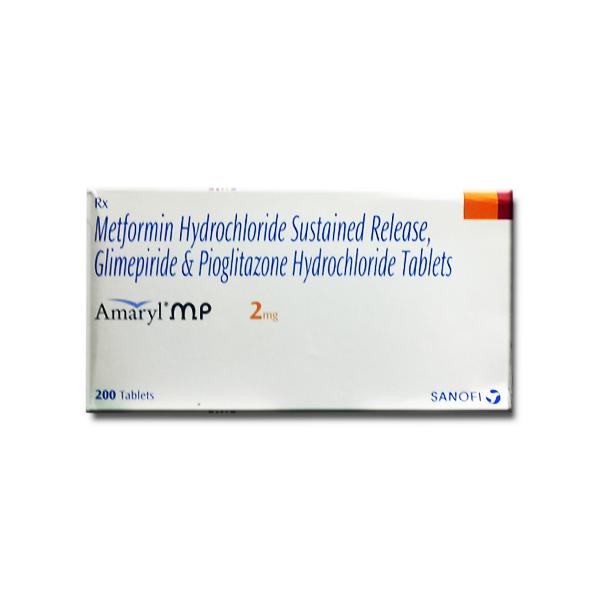 Rx
Metformin Hydrochloride Sustained Release,
Glimepiride & Pioglitazone Hydrochloride Tablets
Amaryl® MP 2mg
200 Tablets
SANOFI